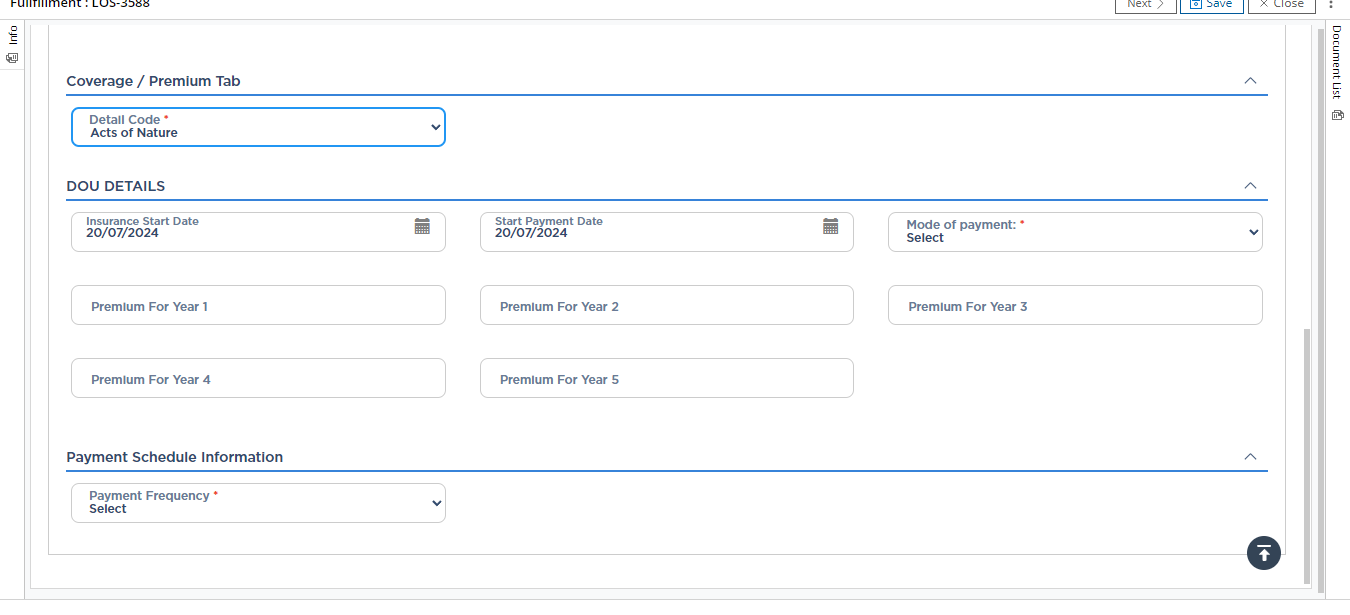 Fullfillment : LOS-3588
Next
Save
Close
Info
Document List
Coverage / Premium Tab
Detail Code *
Acts of Nature
DOU DETAILS
Insurance Start Date
20/07/2024
Start Payment Date
20/07/2024
Mode of payment: *
Select
Premium For Year 1
Premium For Year 2
Premium For Year 3
Premium For Year 4
Premium For Year 5
Payment Schedule Information
Payment Frequency *
Select